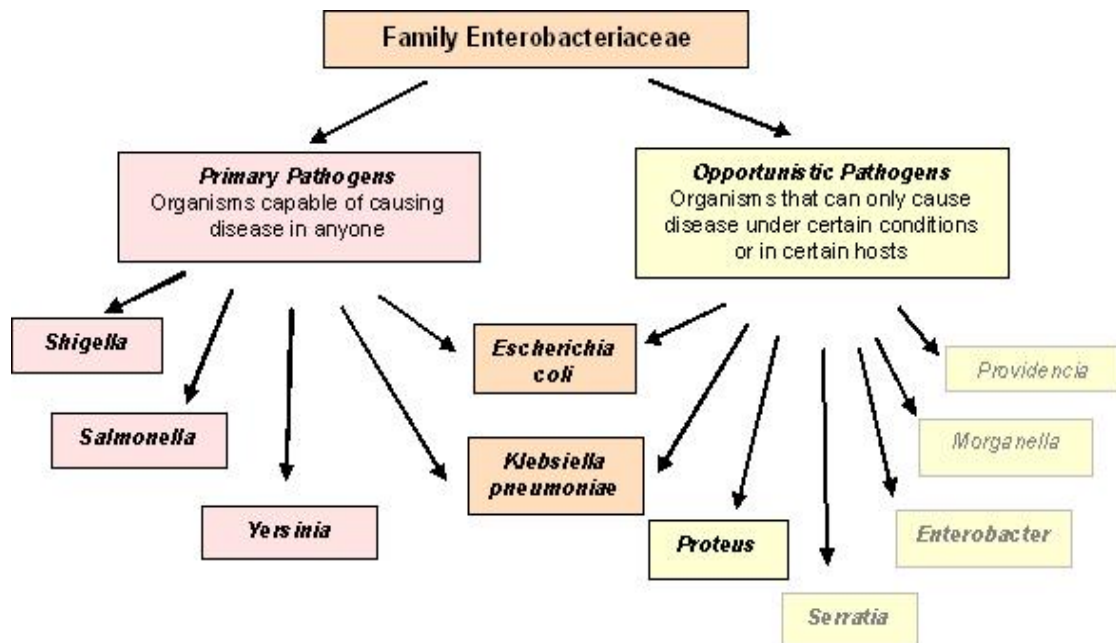 Family Enterobacteriaceae
Primary Pathogens
Organisms capable of causing
disease in anyone
Opportunistic Pathogens
Organisms that can only cause
disease under certain conditions
or in certain hosts
Shigella
Salmonella
Yersinia
Escherichia
coli
Klebsiella
pneumoniae
Proteus
Serratia
Enterobacter
Morganella
Providencia